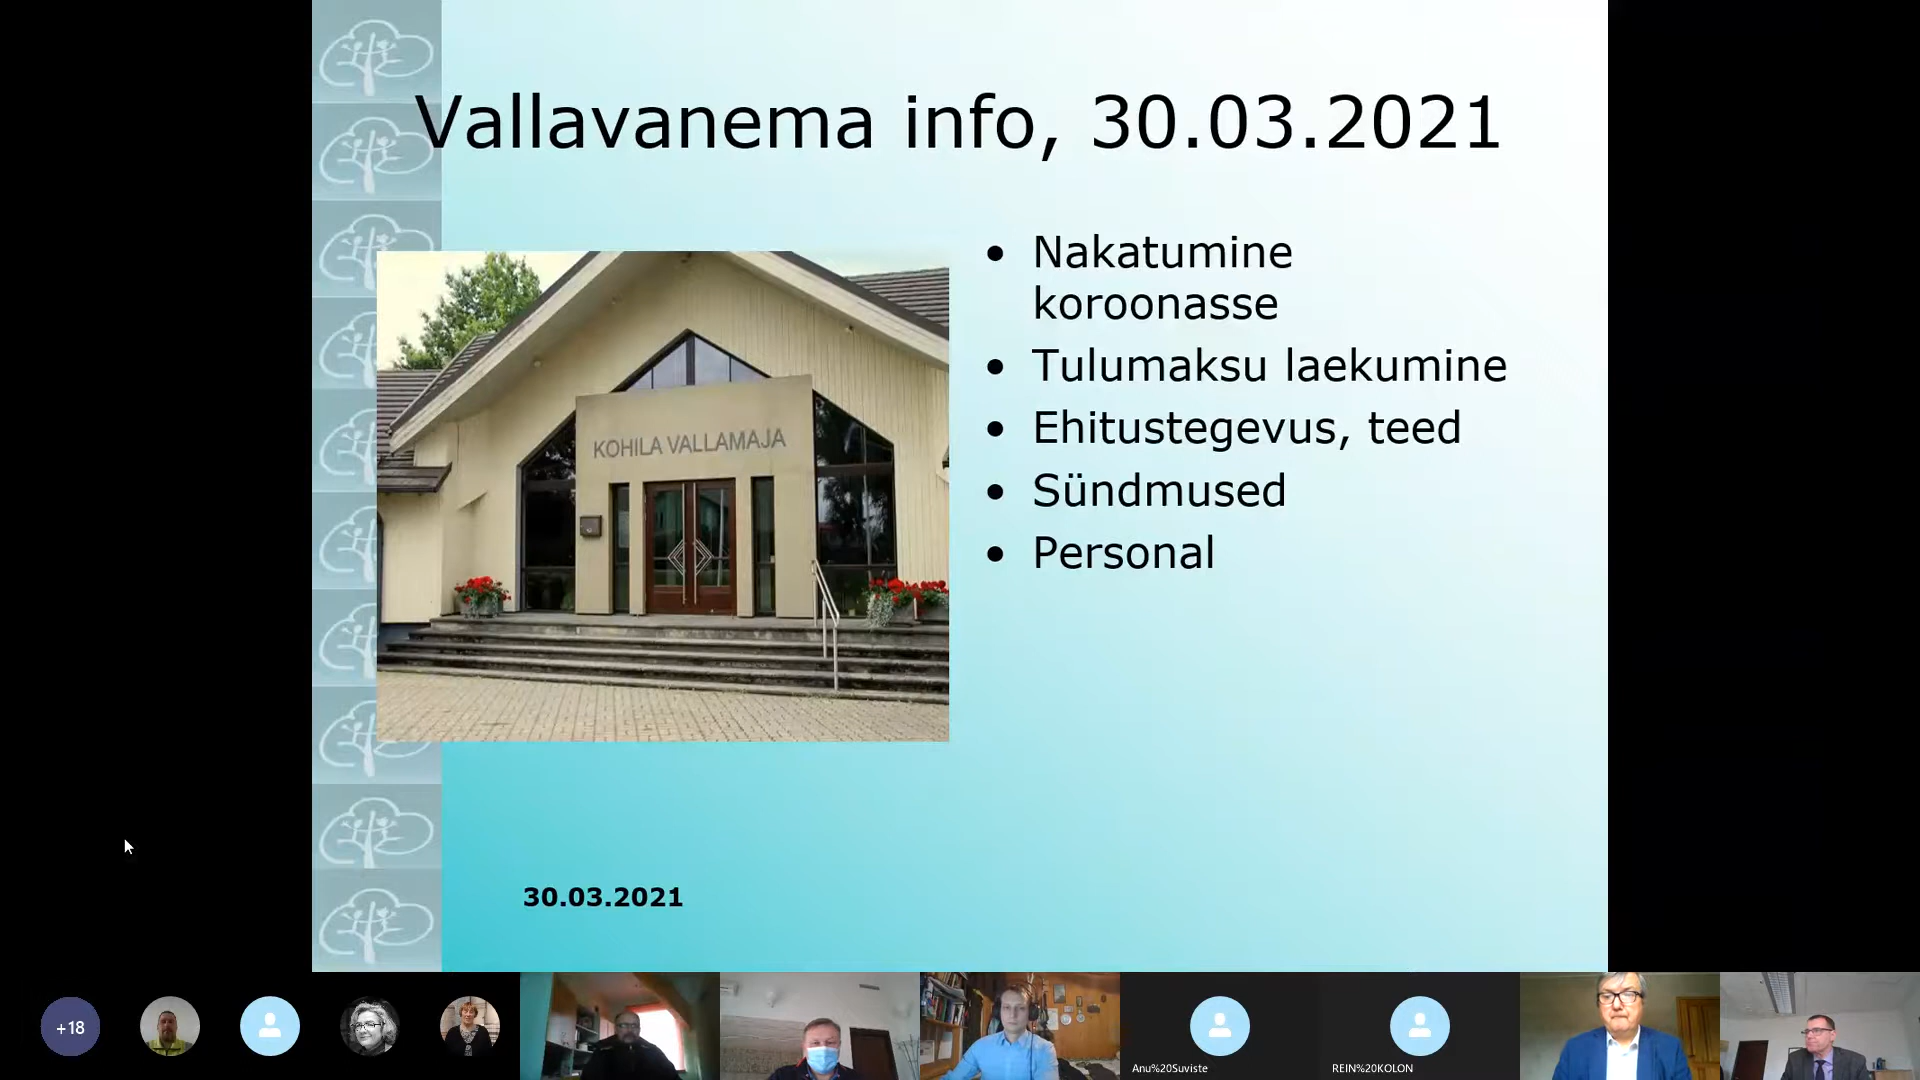 Vallavanema info, 30.03.2021
KOHILA VALLAMAJA
• Nakatumine
koroonasse
• Tulumaksu laekumine
• Ehitustegevus, teed
• Sündmused
• Personal
30.03.2021
+18
Anu%20Suviste
REIN%20KOLON